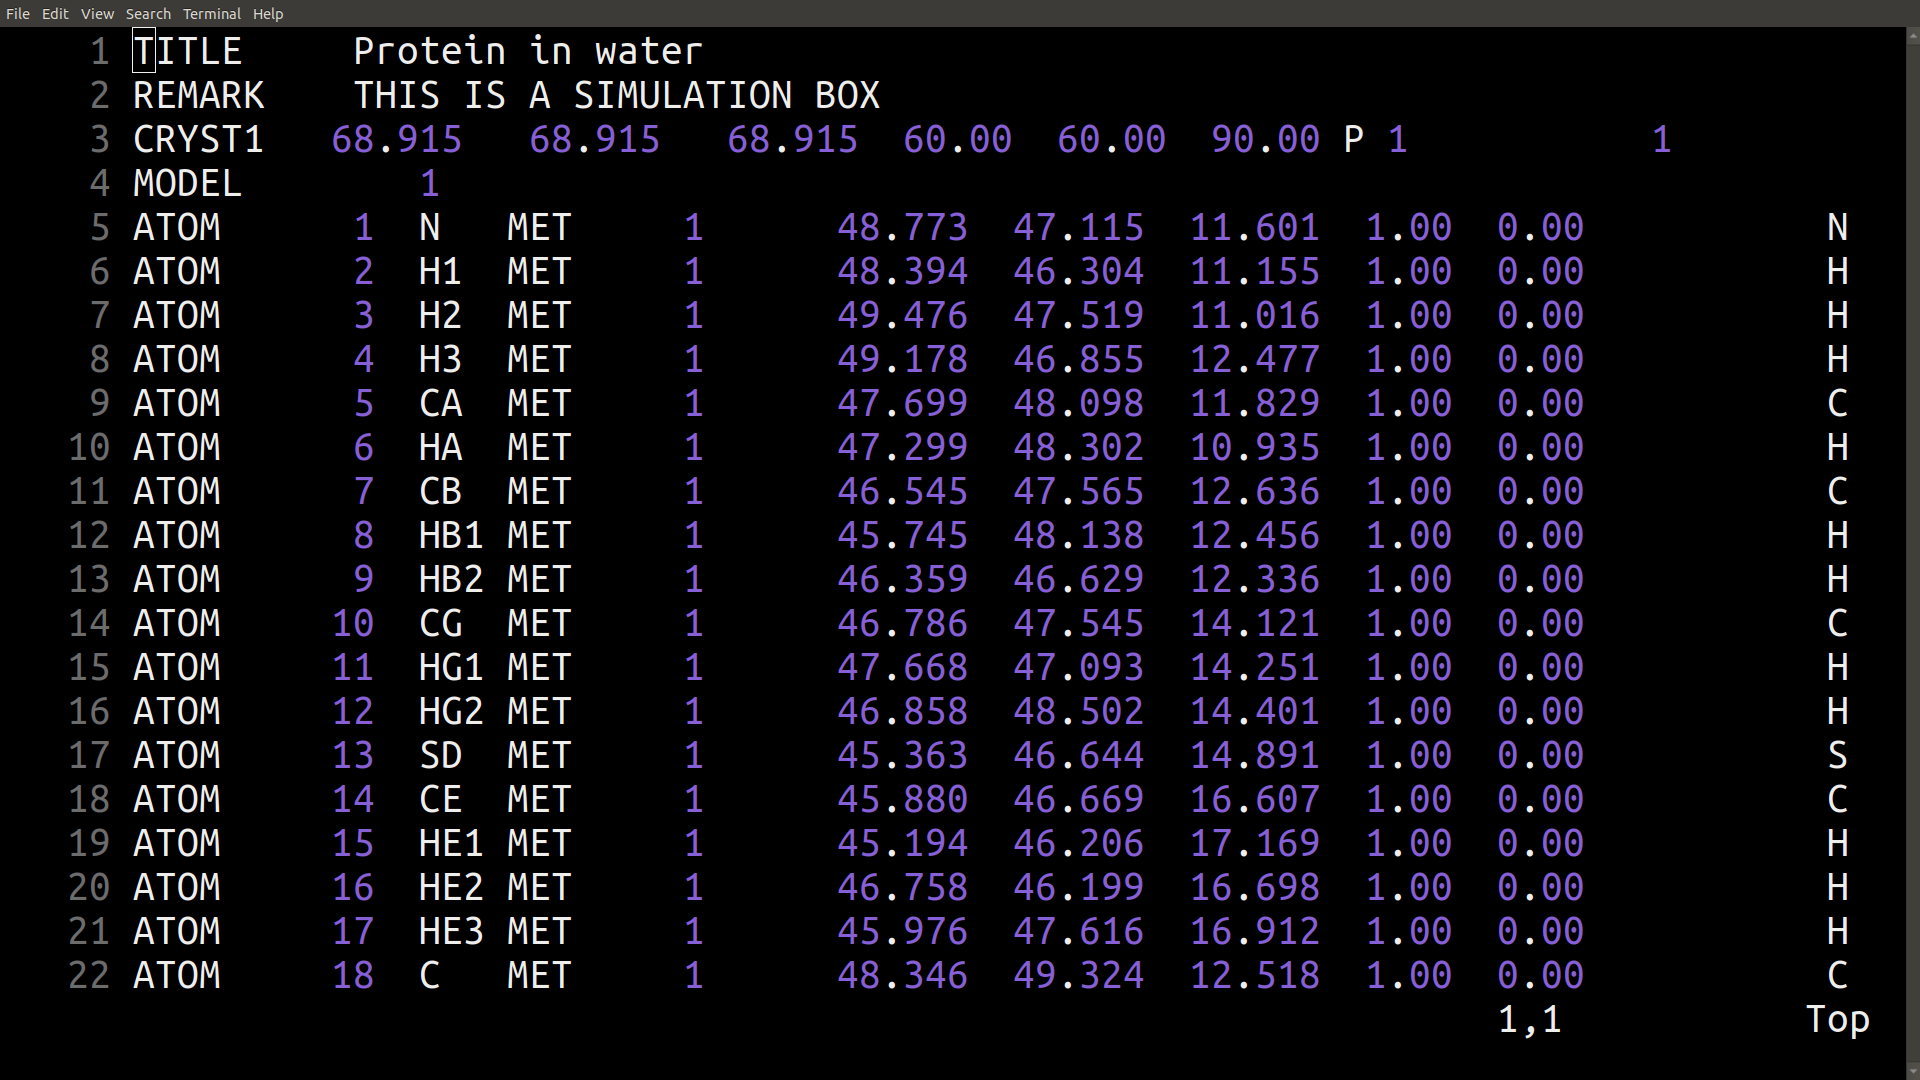 File Edit View Search Terminal Help
1 TITLE     Protein in water
2 REMARK    THIS IS A SIMULATION BOX
3 CRYST1   68.915   68.915   68.915  60.00  60.00  90.00 P 1           1
4 MODEL        1
5 ATOM      1  N   MET     1      48.773  47.115  11.601  1.00  0.00           N
6 ATOM      2  H1  MET     1      48.394  46.304  11.155  1.00  0.00           H
7 ATOM      3  H2  MET     1      49.476  47.519  11.016  1.00  0.00           H
8 ATOM      4  H3  MET     1      49.178  46.855  12.477  1.00  0.00           H
9 ATOM      5  CA  MET     1      47.699  48.098  11.829  1.00  0.00           C
10 ATOM      6  HA  MET     1      47.299  48.302  10.935  1.00  0.00           H
11 ATOM      7  CB  MET     1      46.545  47.565  12.636  1.00  0.00           C
12 ATOM      8  HB1 MET     1      45.745  48.138  12.456  1.00  0.00           H
13 ATOM      9  HB2 MET     1      46.359  46.629  12.336  1.00  0.00           H
14 ATOM     10  CG  MET     1      46.786  47.545  14.121  1.00  0.00           C
15 ATOM     11  HG1 MET     1      47.668  47.093  14.251  1.00  0.00           H
16 ATOM     12  HG2 MET     1      46.858  48.502  14.401  1.00  0.00           H
17 ATOM     13  SD  MET     1      45.363  46.644  14.891  1.00  0.00           S
18 ATOM     14  CE  MET     1      45.880  46.669  16.607  1.00  0.00           C
19 ATOM     15  HE1 MET     1      45.194  46.206  17.169  1.00  0.00           H
20 ATOM     16  HE2 MET     1      46.758  46.199  16.698  1.00  0.00           H
21 ATOM     17  HE3 MET     1      45.976  47.616  16.912  1.00  0.00           H
22 ATOM     18  C   MET     1      48.346  49.324  12.518  1.00  0.00           C
1,1           Top